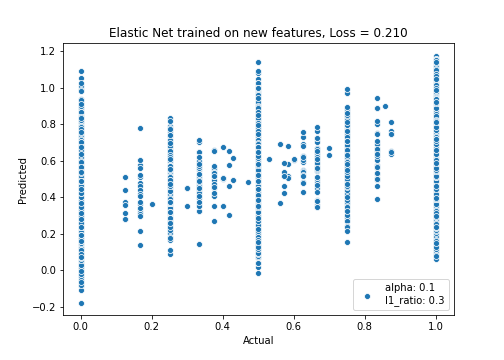 Elastic Net trained on new features, Loss = 0.210
1.2
1.0
0.8
0.6
0.4
0.2
0.0
−0.2
Predicted
0.0 0.2 0.4 0.6 0.8 1.0
Actual
alpha: 0.1
l1_ratio: 0.3